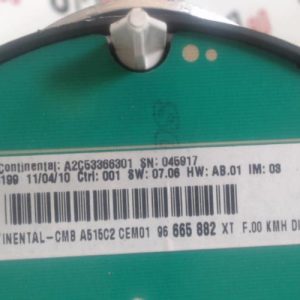 Continental: A2C53366301 SN: 045917
199 11/04/10 Ctrl: 001 SW: 07.06 HW: AB.01 IM: 03
INENTAL-CMB A515C2 CEM01 96 665 882 XT F.00 KMH